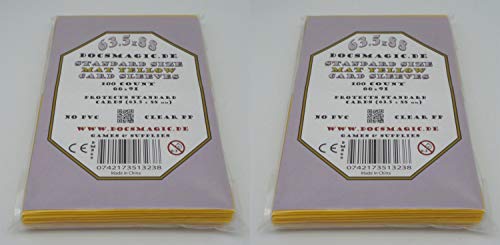 63.5x88
DOCSMAGIC.DE
STANDARD SIZE
MAT YELLOW
CARD SLEEVES
100 COUNT
66x91
PROTECTS STANDARD
CARDS (63.5 x 88 mm)
NO PVC CLEAR PP
WWW.DOCSMAGIC.DE
GAMES & SUPPLIES
CE
0742173513238
Made in China
63.5x88
DOCSMAGIC.DE
STANDARD SIZE
MAT YELLOW
CARD SLEEVES
100 COUNT
66x91
PROTECTS STANDARD
CARDS (63.5 x 88 mm)
NO PVC CLEAR PP
WWW.DOCSMAGIC.DE
GAMES & SUPPLIES
CE
0742173513238
Made in China